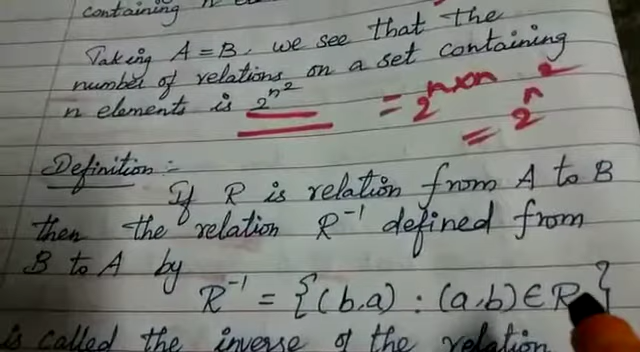 containing
Taking A = B, we see that the
number of relations on a set containing
n elements is 2^{n^2} = 2^{n×n}
= 2^{n^2}
Definition :-
If R is relation from A to B
then the relation R^{-1} defined from
B to A by
R^{-1} = {(b,a) : (a,b) ∈ R}
is called the inverse of the relation